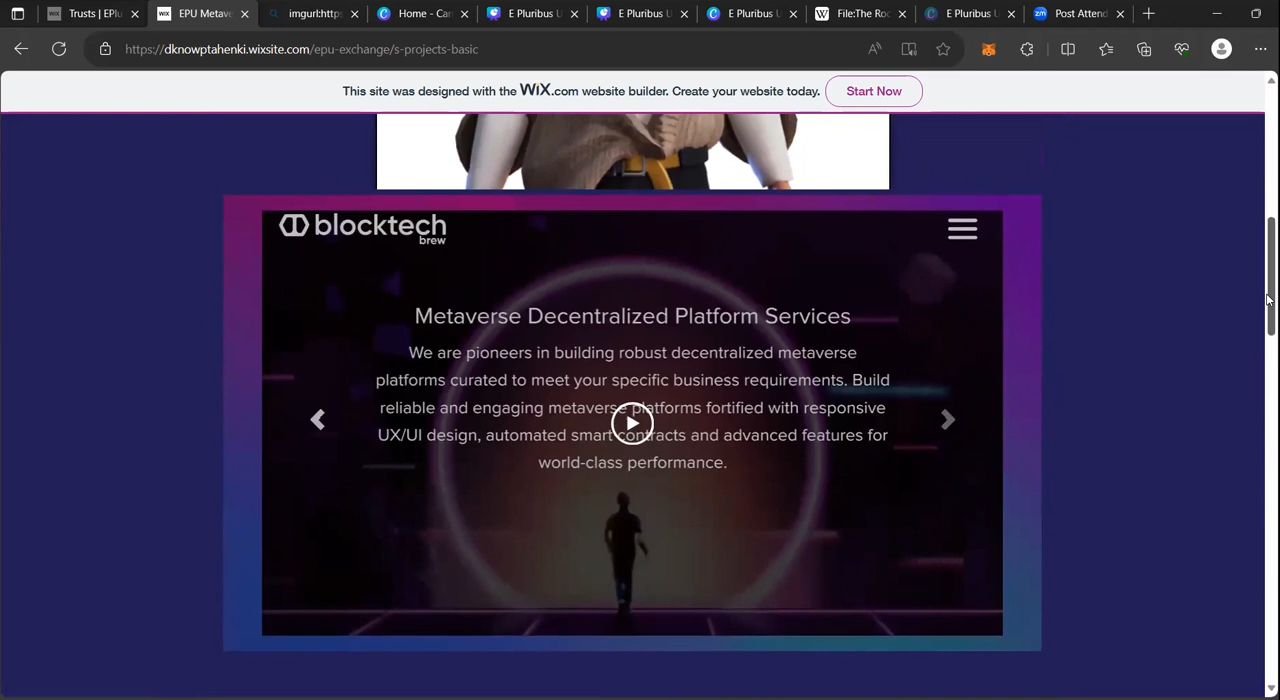 Trusts | EPlu
EPU Metave
imgurl:https
Home - Can
E Pluribus U
E Pluribus U
E Pluribus U
File:The Roc
E Pluribus U
zm
Post Attend
https://dknowptahenki.wixsite.com/epu-exchange/s-projects-basic
This site was designed with the WiX.com website builder. Create your website today.
Start Now
blocktech
brew
Metaverse Decentralized Platform Services
We are pioneers in building robust decentralized metaverse
platforms curated to meet your specific business requirements. Build
reliable and engaging metaverse platforms fortified with responsive
UX/UI design, automated smart contracts and advanced features for
world-class performance.